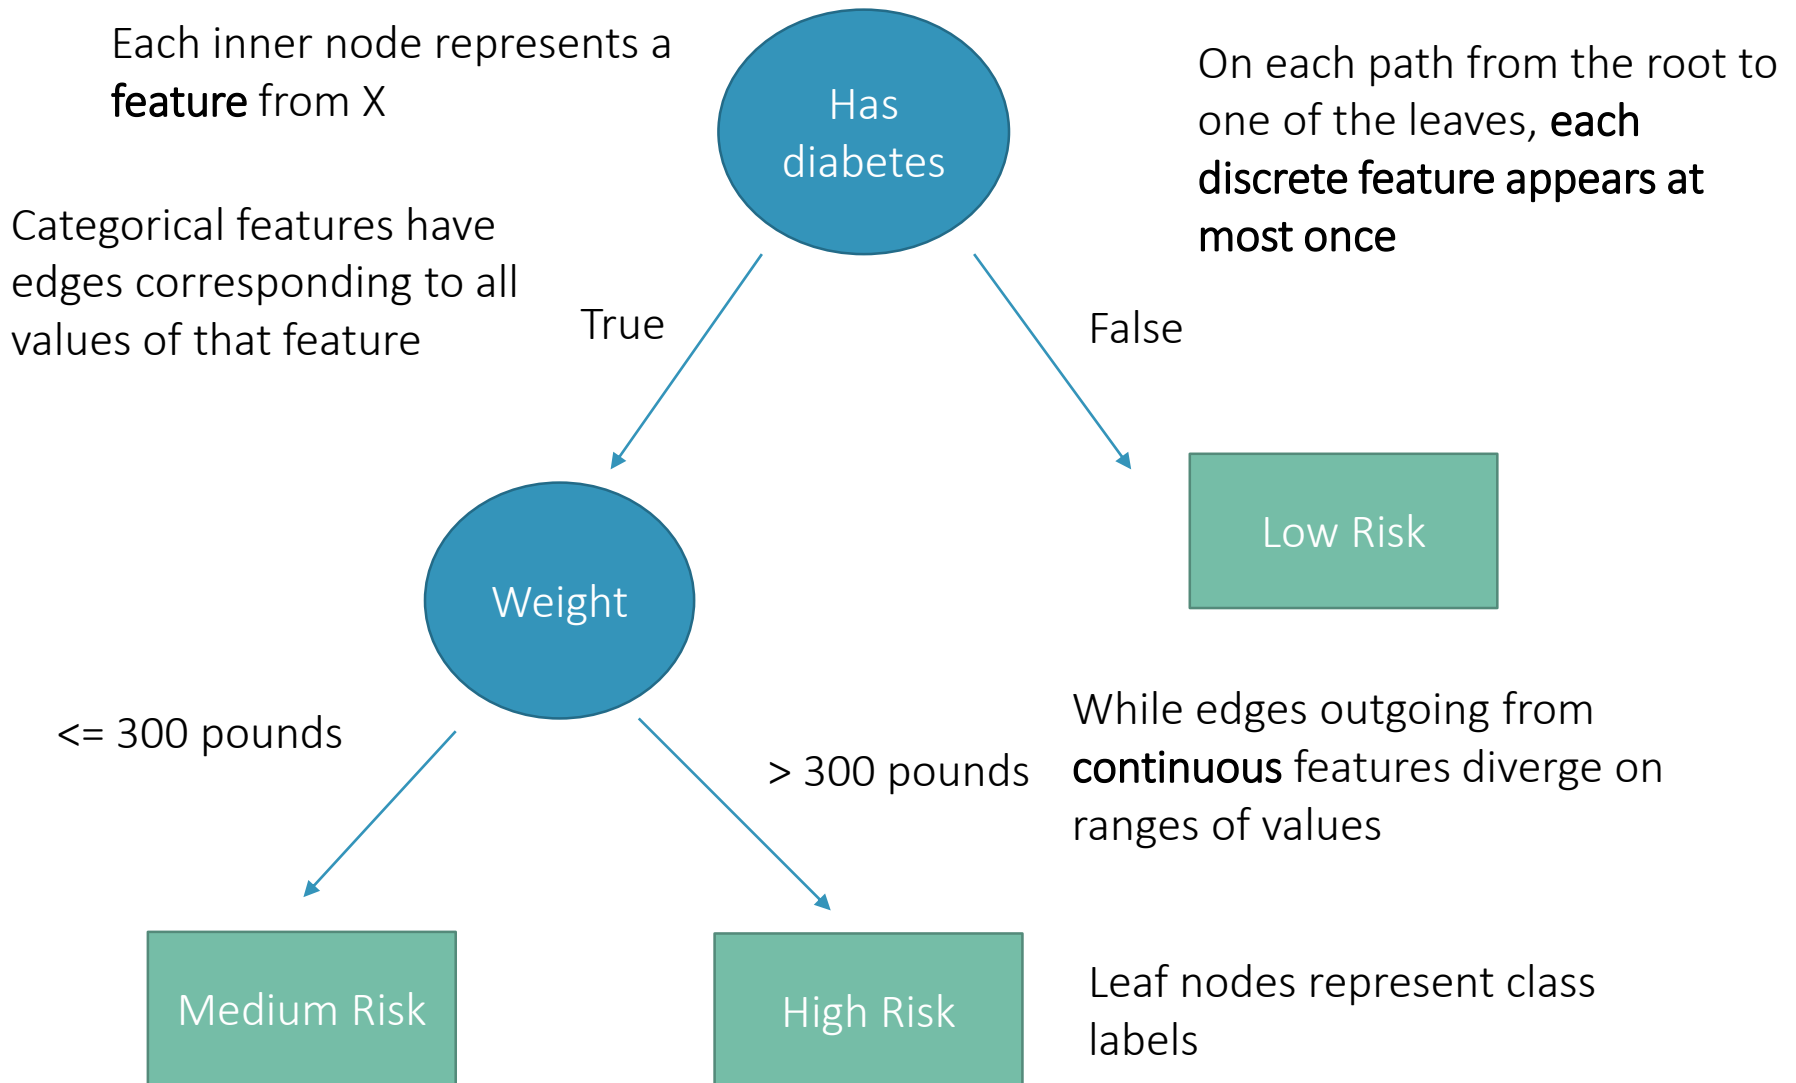 Each inner node represents a
feature from X
Has
diabetes
On each path from the root to
one of the leaves, each
discrete feature appears at
most once
Categorical features have
edges corresponding to all
values of that feature
True
False
Low Risk
Weight
<= 300 pounds
> 300 pounds
While edges outgoing from
continuous features diverge on
ranges of values
Medium Risk
High Risk
Leaf nodes represent class
labels